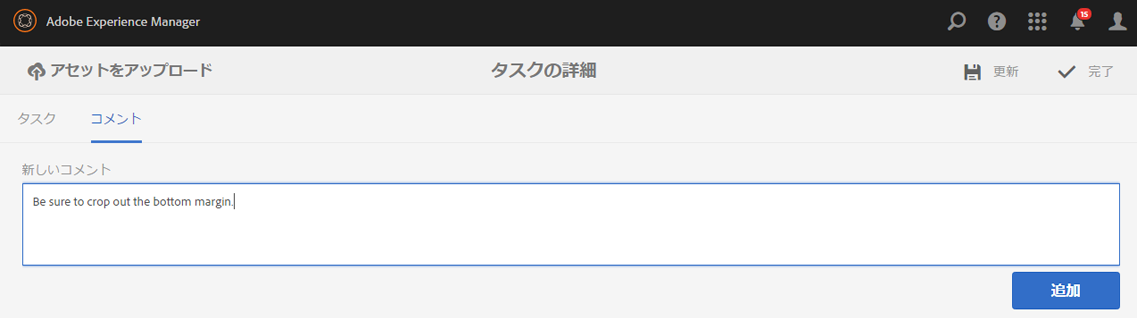 Adobe Experience Manager
15
アセットをアップロード タスクの詳細 更新 完了
タスク コメント
新しいコメント
Be sure to crop out the bottom margin.
追加